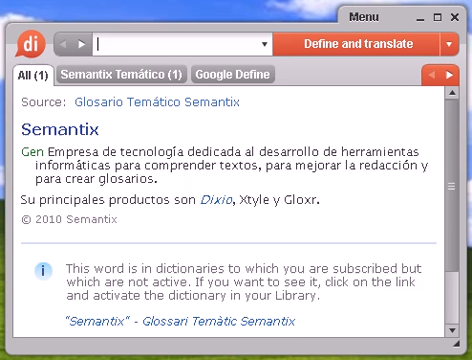 Menu
di
Define and translate
All (1)
Semantix Temático (1)
Google Define
Source: Glosario Temático Semantix
Semantix
Gen Empresa de tecnología dedicada al desarrollo de herramientas
informáticas para comprender textos, para mejorar la redacción y
para crear glosarios.
Su principales productos son Dixio, Xtyle y Gloxr.
© 2010 Semantix
i
This word is in dictionaries to which you are subscribed but
which are not active. If you want to see it, click on the link
and activate the dictionary in your Library.
"Semantix" - Glossari Temàtic Semantix